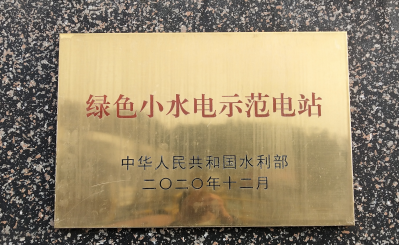 绿色小水电示范电站
中华人民共和国水利部
二〇二〇年十二月